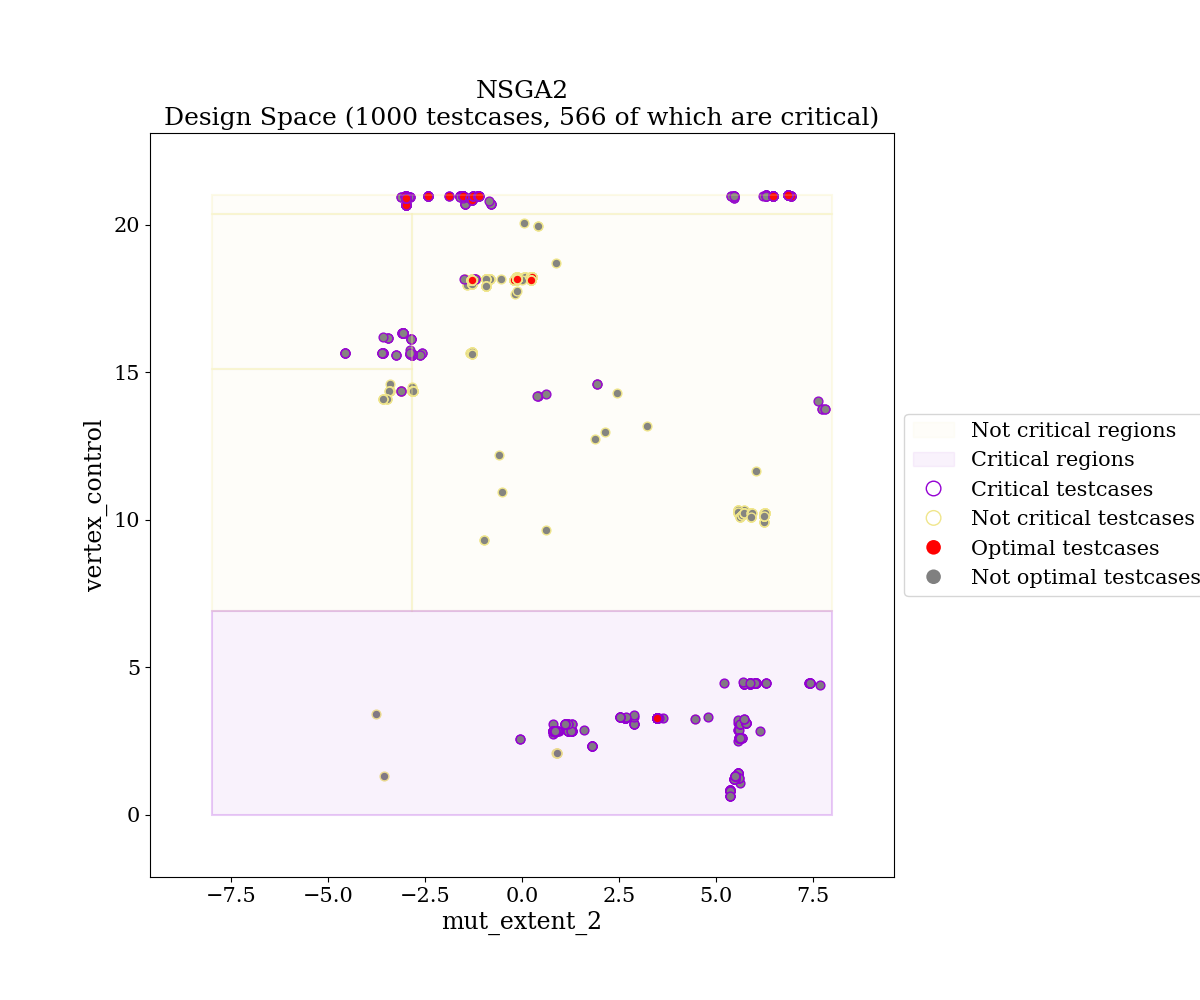 NSGA2
Design Space (1000 testcases, 566 of which are critical)
20
15
10
5
0
vertex_control
−7.5
−5.0
−2.5
0.0
2.5
5.0
7.5
mut_extent_2
Not critical regions
Critical regions
Critical testcases
Not critical testcases
Optimal testcases
Not optimal testcases